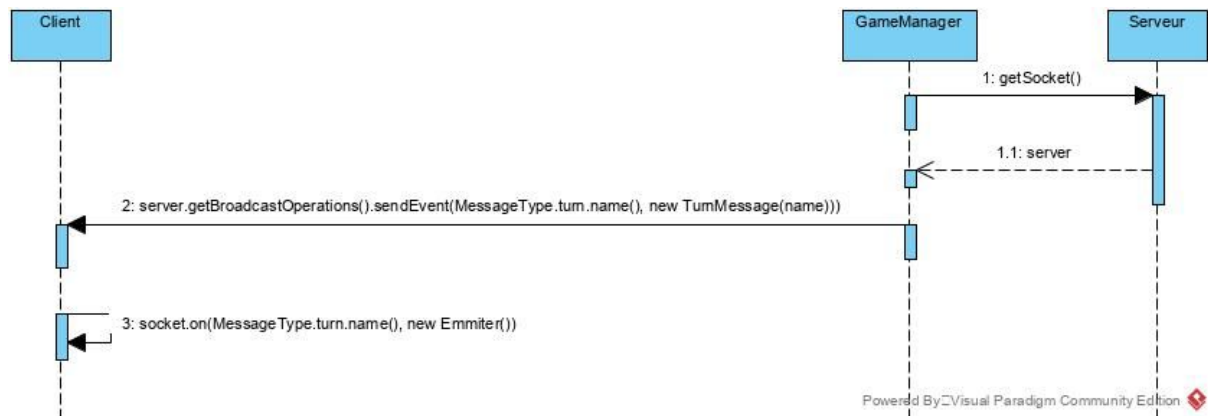 Client
GameManager
Serveur
1: getSocket()
1.1: server
2: server.getBroadcastOperations().sendEvent(MessageType.turn.name(), new TurnMessage(name)))
3: socket.on(MessageType.turn.name(), new Emmiter())
Powered By□Visual Paradigm Community Edition